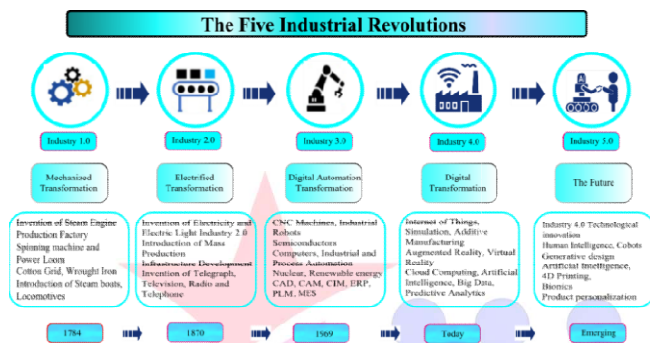 The Five Industrial Revolutions
Industry 1.0
Industry 2.0
Industry 3.0
Industry 4.0
Industry 5.0
Mechanized
Transformation
Electrified
Transformation
Digital Automation
Transformation
Digital
Transformation
The Future
Invention of Steam Engine
Production Factory
Spinning machine and
Power Loom
Cotton Grid, Wrought Iron
Introduction of Steam boats,
Locomotives
Invention of Electricity and
Electric Light Industry 2.0
Introduction of Mass
Production
Infrastructure Development
Invention of Telegraph,
Television, Radio and
Telephone
CNC Machines, Industrial
Robots
Semiconductors
Computers, Industrial and
Process Automation
Nuclear, Renewable energy
CAD, CAM, CIM, ERP,
PLM, MES
Internet of Things,
Simulation, Additive
Manufacturing
Augmented Reality, Virtual
Reality
Cloud Computing, Artificial
Intelligence, Big Data,
Predictive Analytics
Industry 4.0 Technological
innovation
Human Intelligence, Cobots
Generative design
Artificial Intelligence,
4D Printing,
Bionics
Product personalization
1784
1870
1969
Today
Emerging